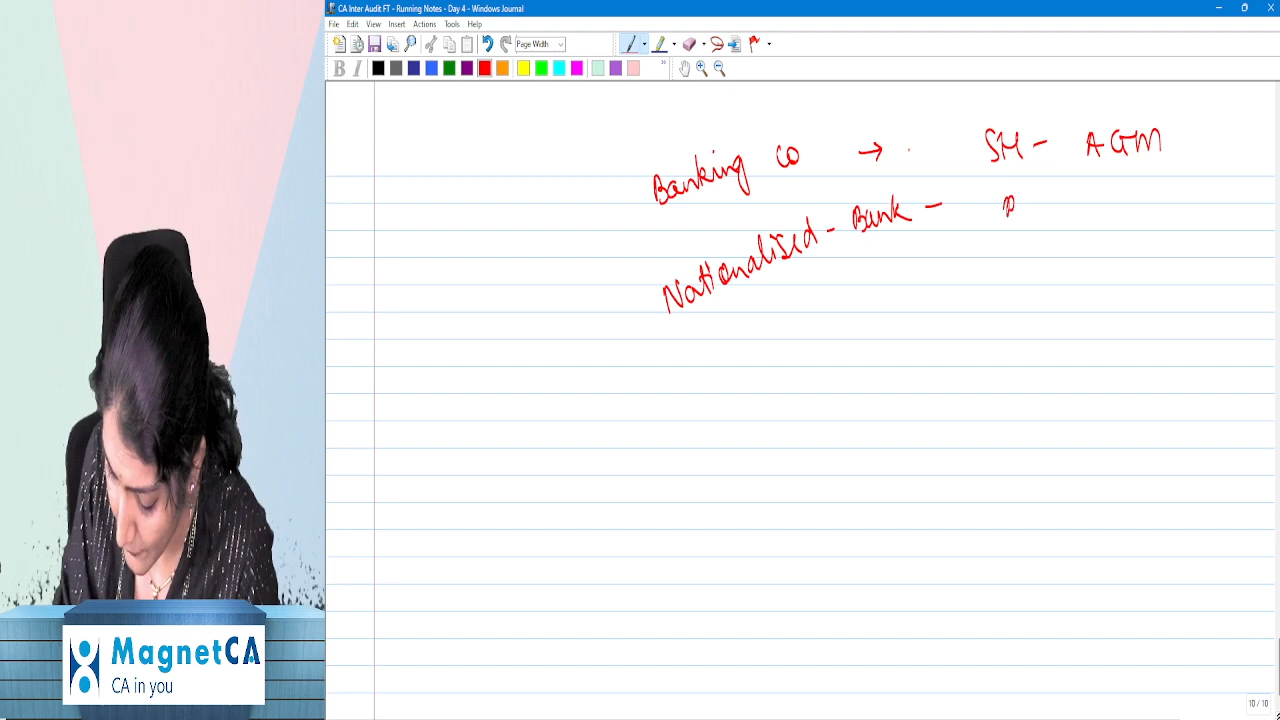 CA Inter Audit FT - Running Notes - Day 4 - Windows Journal
File Edit View Insert Actions Tools Help
Page Width
B I
Banking Co → SH - AGM
Nationalised - Bank -
MagnetCA
CA in you
10 / 10